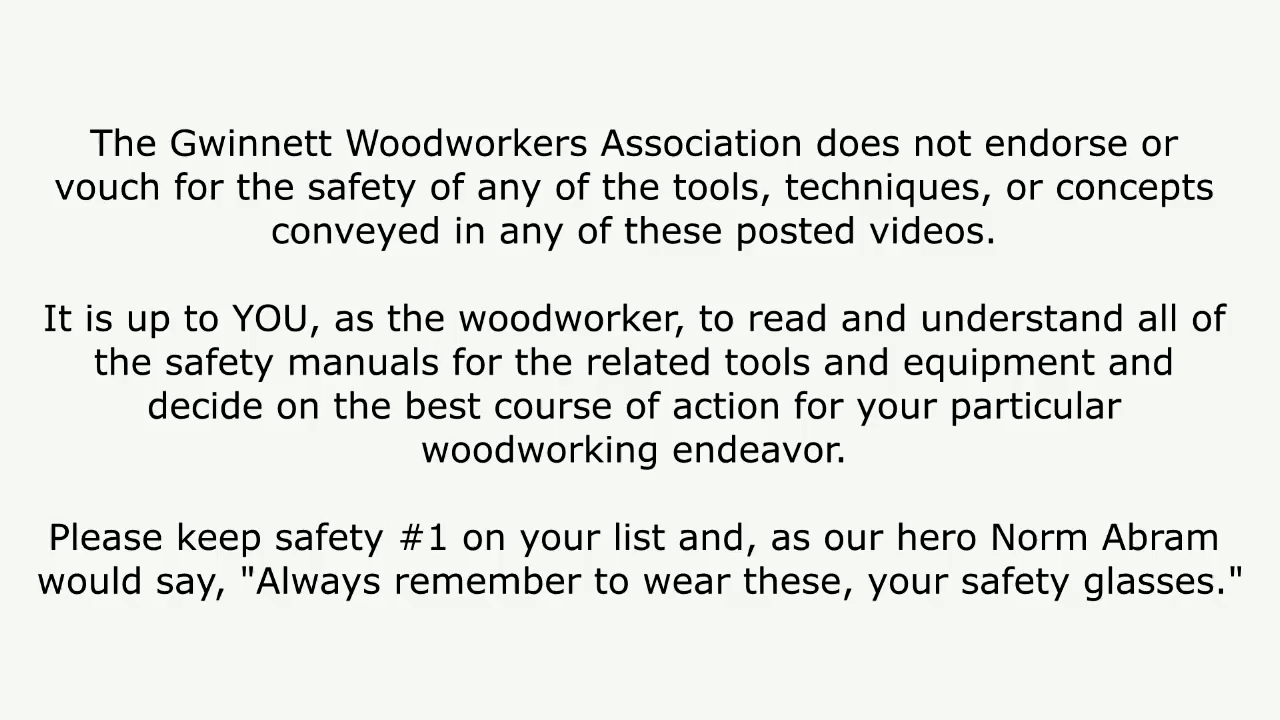 The Gwinnett Woodworkers Association does not endorse or
vouch for the safety of any of the tools, techniques, or concepts
conveyed in any of these posted videos.
It is up to YOU, as the woodworker, to read and understand all of
the safety manuals for the related tools and equipment and
decide on the best course of action for your particular
woodworking endeavor.
Please keep safety #1 on your list and, as our hero Norm Abram
would say, "Always remember to wear these, your safety glasses."